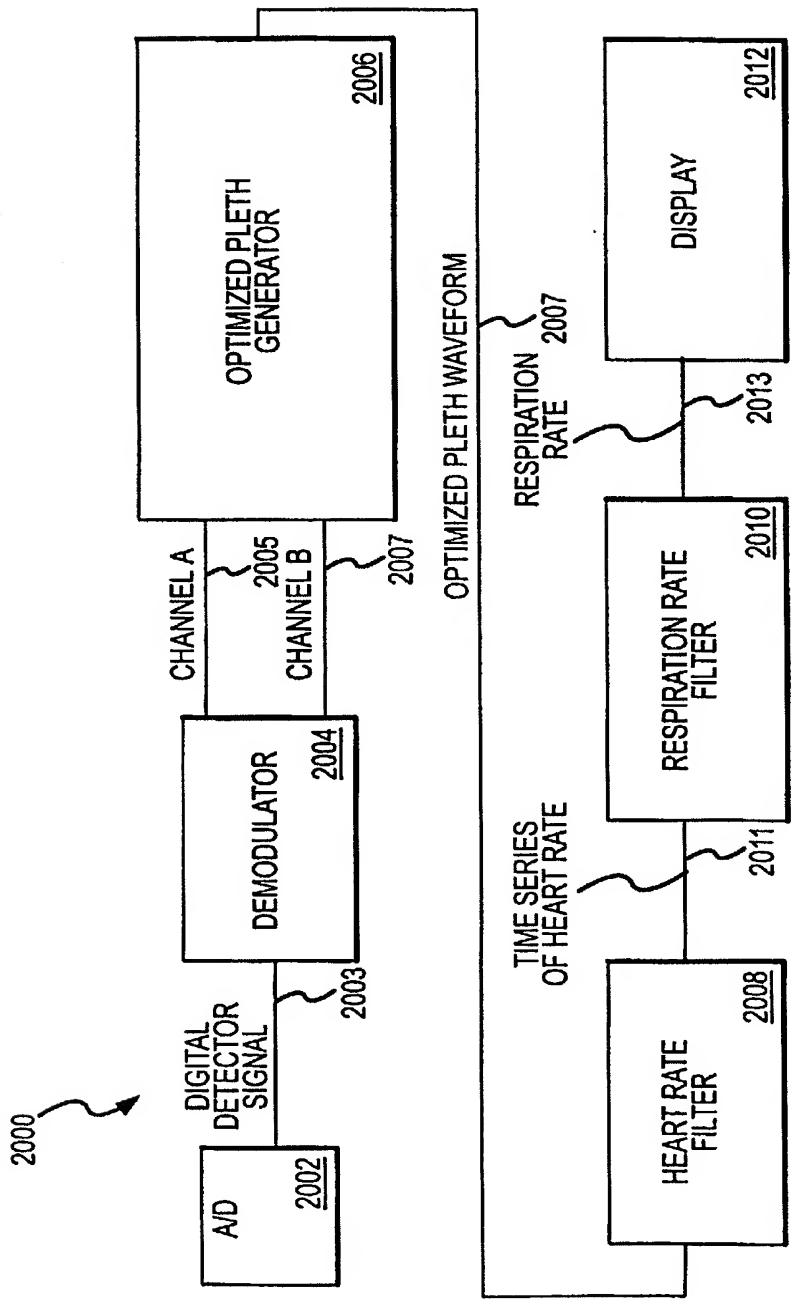 2000
A/D
2002
DIGITAL
DETECTOR
SIGNAL
2003
DEMODULATOR
2004
CHANNEL A
2005
CHANNEL B
2007
OPTIMIZED PLETH
GENERATOR
2006
OPTIMIZED PLETH WAVEFORM
2007
HEART RATE
FILTER
2008
TIME SERIES
OF HEART RATE
2011
RESPIRATION RATE
FILTER
2010
RESPIRATION
RATE
2013
DISPLAY
2012